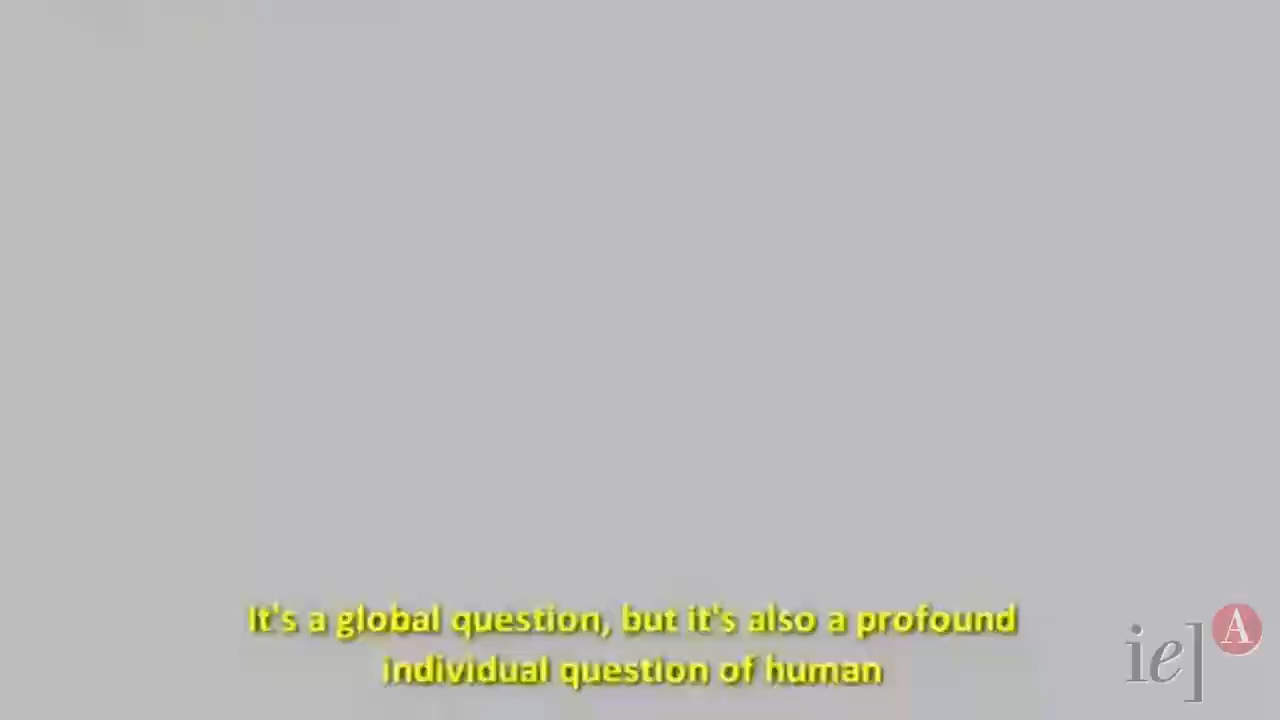 It's a global question, but it's also a profound
individual question of human
ie] A